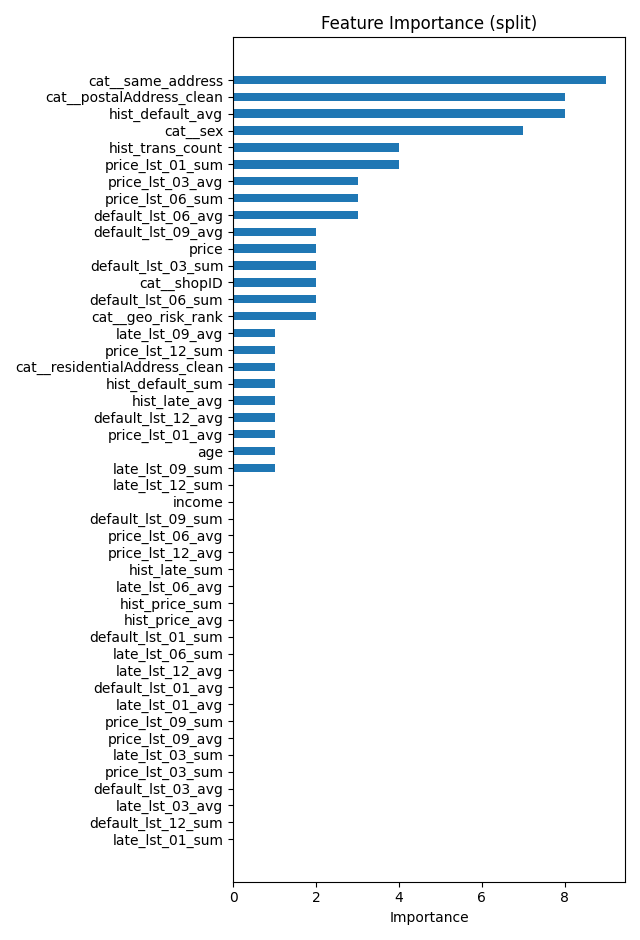 Feature Importance (split)
cat__same_address
cat__postalAddress_clean
hist_default_avg
cat__sex
hist_trans_count
price_lst_01_sum
price_lst_03_avg
price_lst_06_sum
default_lst_06_avg
default_lst_09_avg
price
default_lst_03_sum
cat__shopID
default_lst_06_sum
cat__geo_risk_rank
late_lst_09_avg
price_lst_12_sum
cat__residentialAddress_clean
hist_default_sum
hist_late_avg
default_lst_12_avg
price_lst_01_avg
age
late_lst_09_sum
late_lst_12_sum
income
default_lst_09_sum
price_lst_06_avg
price_lst_12_avg
hist_late_sum
late_lst_06_avg
hist_price_sum
hist_price_avg
default_lst_01_sum
late_lst_06_sum
late_lst_12_avg
default_lst_01_avg
late_lst_01_avg
price_lst_09_sum
price_lst_09_avg
late_lst_03_sum
price_lst_03_sum
default_lst_03_avg
late_lst_03_avg
default_lst_12_sum
late_lst_01_sum
0 2 4 6 8
Importance